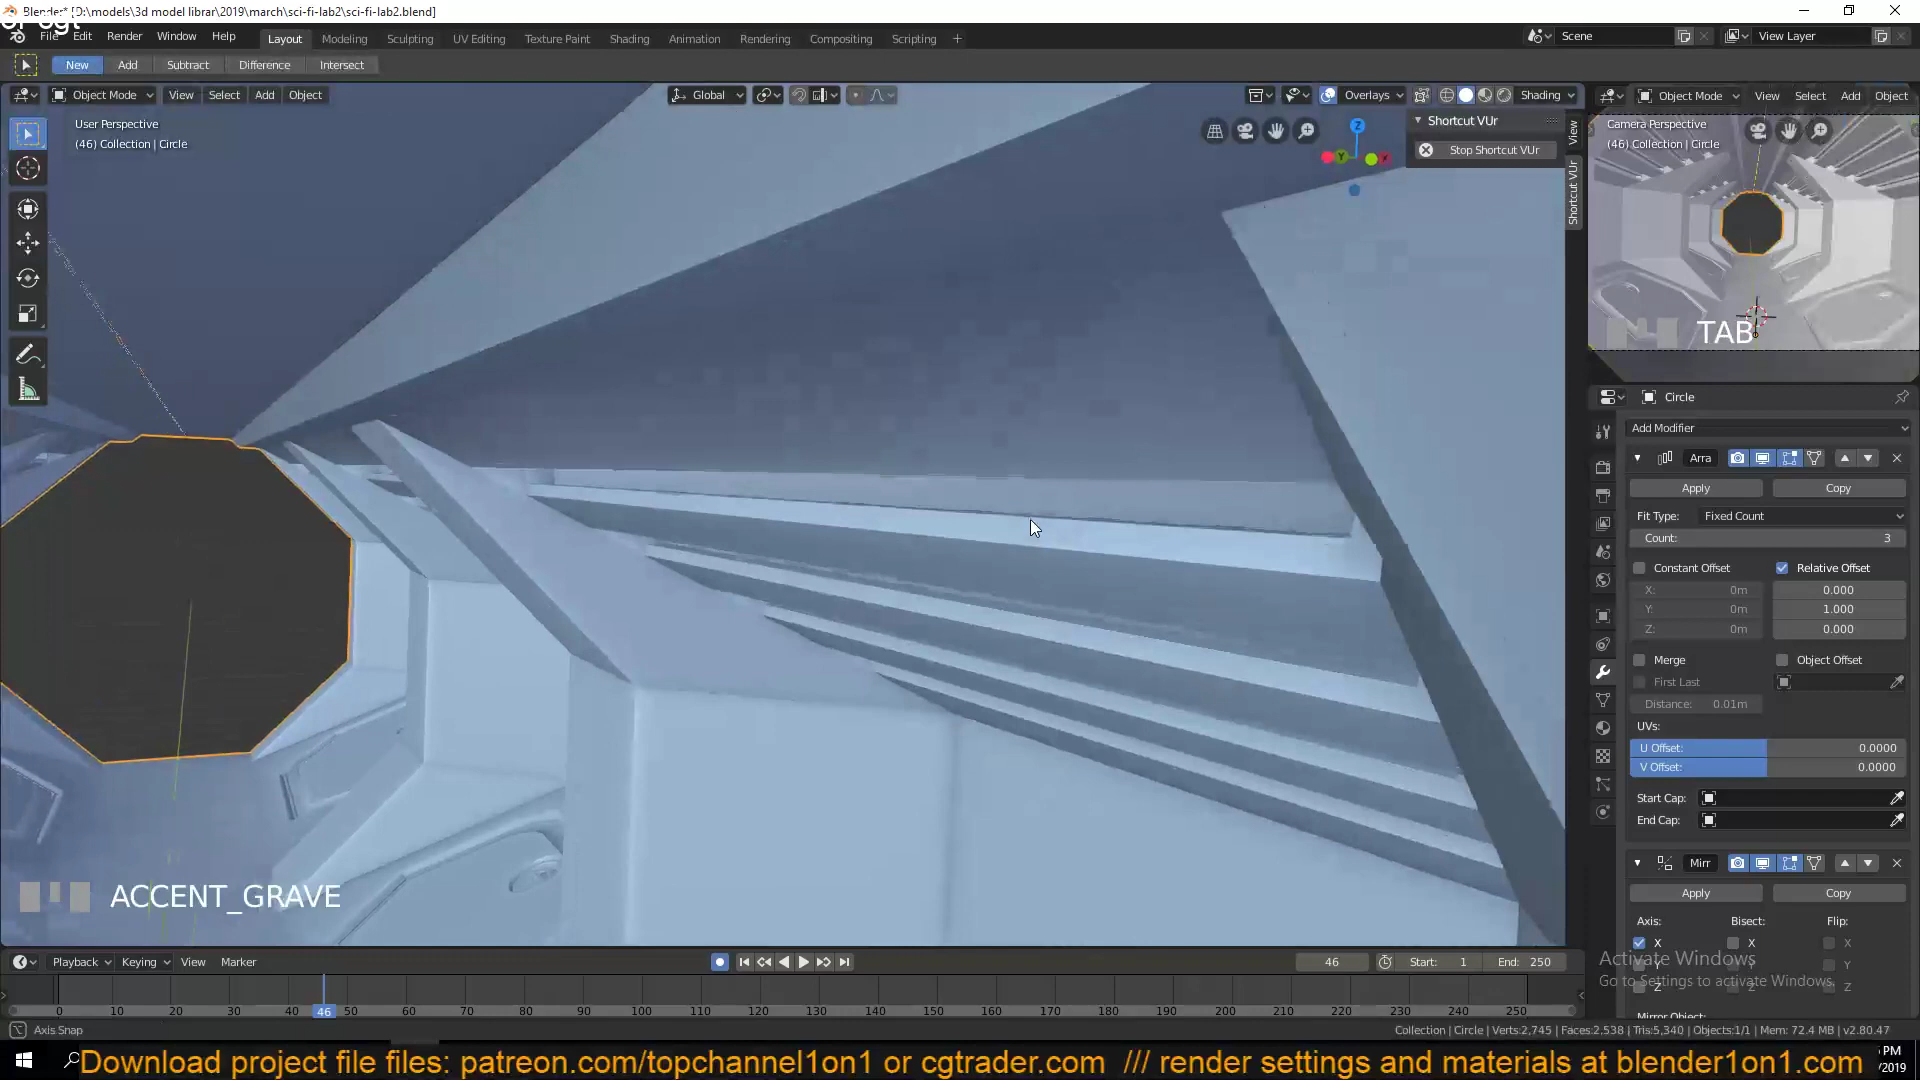 Blender* [D:\models\3d model librar\2019\march\sci-fi-lab2\sci-fi-lab2.blend]
File Edit Render Window Help Layout Modeling Sculpting UV Editing Texture Paint Shading Animation Rendering Compositing Scripting + Scene View Layer
New Add Subtract Difference Intersect
Object Mode View Select Add Object Global Overlays Shading Object Mode View Select Add Object
User Perspective
(46) Collection | Circle
Shortcut VUr
Stop Shortcut VUr
View
Shortcut VUr
Camera Perspective
(46) Collection | Circle
TAB
Circle
Add Modifier
Arra
Apply Copy
Fit Type: Fixed Count
Count: 3
Constant Offset Relative Offset
X: 0m 0.000
Y: 0m 1.000
Z: 0m 0.000
Merge Object Offset
First Last
Distance: 0.01m
UVs:
U Offset: 0.0000
V Offset: 0.0000
Start Cap:
End Cap:
Mirr
Apply Copy
Axis: Bisect: Flip:
X X X
Y Y Y
Z Z Z
Mirror Object:
Activate Windows
Go to Settings to activate Windows.
ACCENT_GRAVE
Playback Keying View Marker 46 Start: 1 End: 250
0 10 20 30 40 46 50 60 70 80 90 100 110 120 130 140 150 160 170 180 190 200 210 220 230 240 250
Axis Snap
Collection | Circle | Verts:2,745 | Faces:2,538 | Tris:5,340 | Objects:1/1 | Mem: 72.4 MB | v2.80.47
Download project file files: patreon.com/topchannel1on1 or cgtrader.com /// render settings and materials at blender1on1.com
PM
/2019